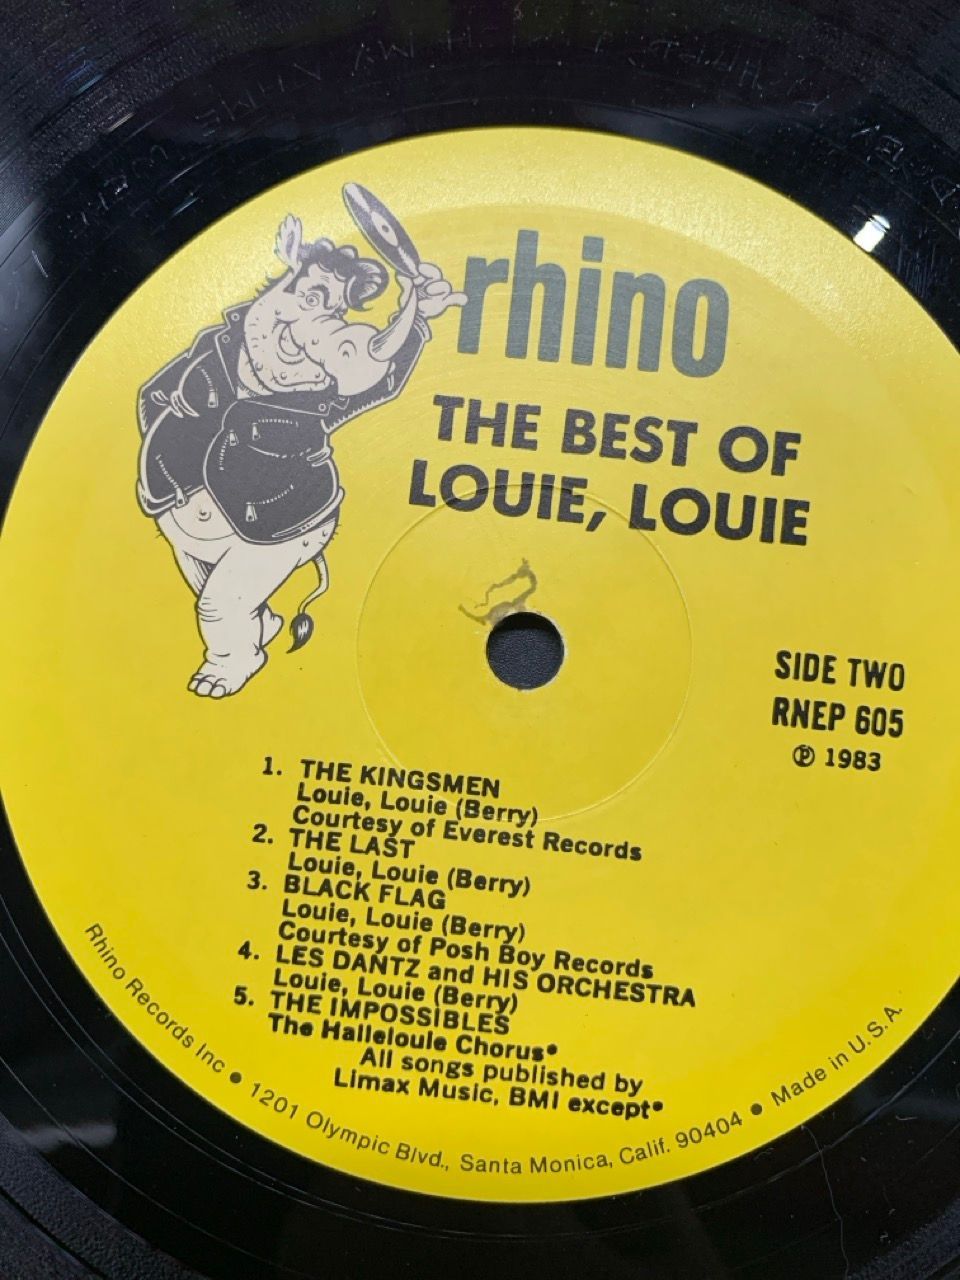 rhino
THE BEST OF
LOUIE, LOUIE
SIDE TWO
RNEP 605
℗ 1983
1. THE KINGSMEN
Louie, Louie (Berry)
Courtesy of Everest Records
2. THE LAST
Louie, Louie (Berry)
3. BLACK FLAG
Louie, Louie (Berry)
Courtesy of Posh Boy Records
4. LES DANTZ and HIS ORCHESTRA
Louie, Louie (Berry)
5. THE IMPOSSIBLES
The Hallelouie Chorus*
All songs published by
Limax Music, BMI except*
Rhino Records Inc • 1201 Olympic Blvd., Santa Monica, Calif. 90404 • Made in U.S.A.